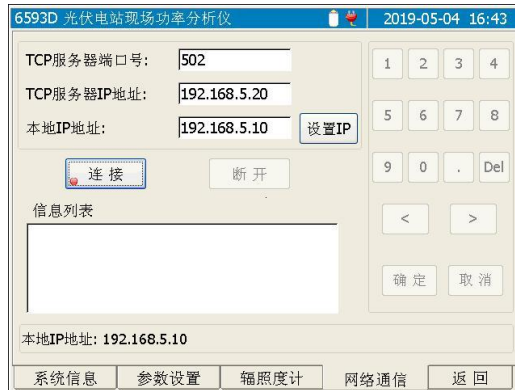 6593D 光伏电站现场功率分析仪 2019-05-04 16:43
TCP服务器端口号: 502
TCP服务器IP地址: 192.168.5.20
本地IP地址: 192.168.5.10 设置IP
连 接 断 开
信息列表
1 2 3 4
5 6 7 8
9 0 . Del
< >
确 定 取 消
本地IP地址: 192.168.5.10
系统信息 参数设置 辐照度计 网络通信 返 回